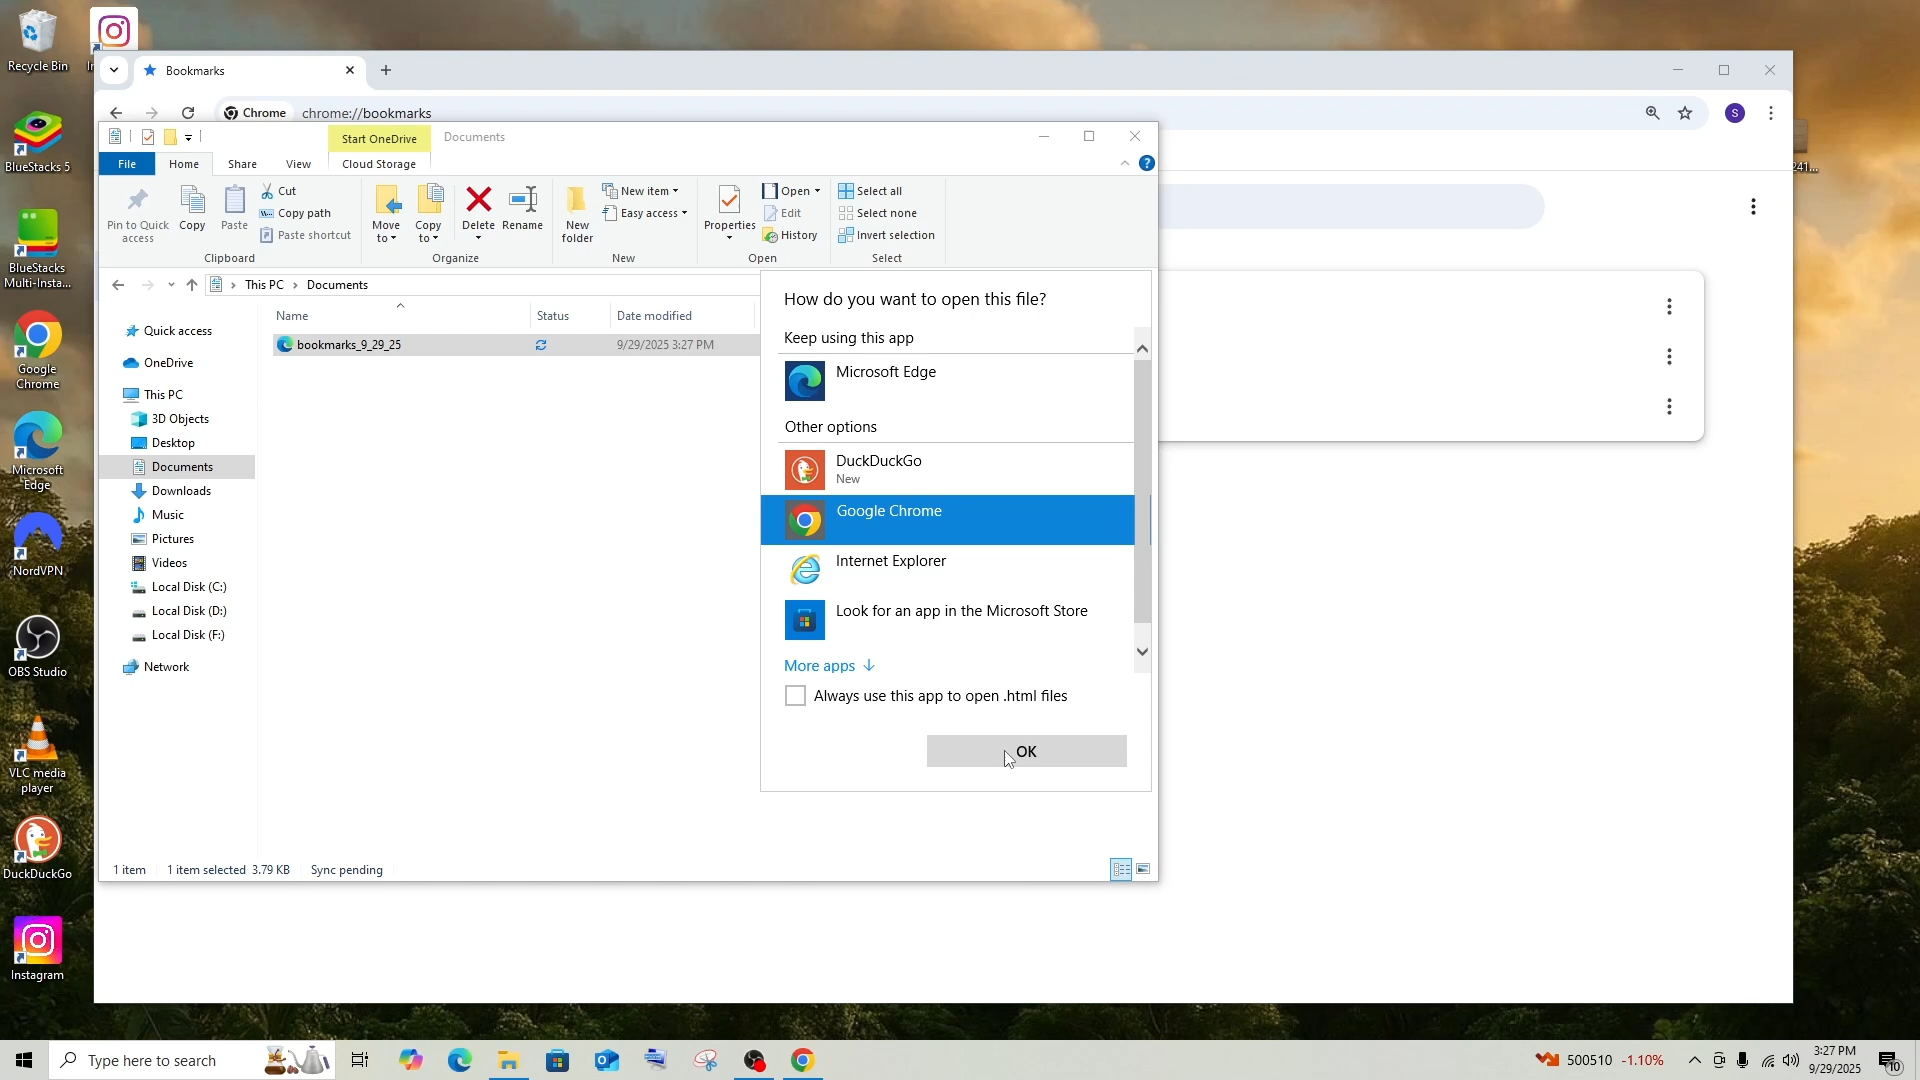 Recycle Bin
BlueStacks 5
BlueStacks
Multi-Insta...
Google
Chrome
Microsoft
Edge
NordVPN
OBS Studio
VLC media
player
DuckDuckGo
Instagram
Bookmarks
Chrome
chrome://bookmarks
S
241...
Start OneDrive
Documents
File
Home
Share
View
Cloud Storage
Pin to Quick
access
Copy
Paste
Cut
Copy path
Paste shortcut
Clipboard
Move
to
Copy
to
Delete
Rename
Organize
New
folder
New item
Easy access
New
Properties
Open
Edit
History
Open
Select all
Select none
Invert selection
Select
This PC
Documents
Name
Status
Date modified
bookmarks_9_29_25
9/29/2025 3:27 PM
Quick access
OneDrive
This PC
3D Objects
Desktop
Documents
Downloads
Music
Pictures
Videos
Local Disk (C:)
Local Disk (D:)
Local Disk (F:)
Network
How do you want to open this file?
Keep using this app
Microsoft Edge
Other options
DuckDuckGo
New
Google Chrome
Internet Explorer
Look for an app in the Microsoft Store
More apps
Always use this app to open .html files
OK
1 item
1 item selected 3.79 KB
Sync pending
Type here to search
500510 -1.10%
3:27 PM
9/29/2025
10